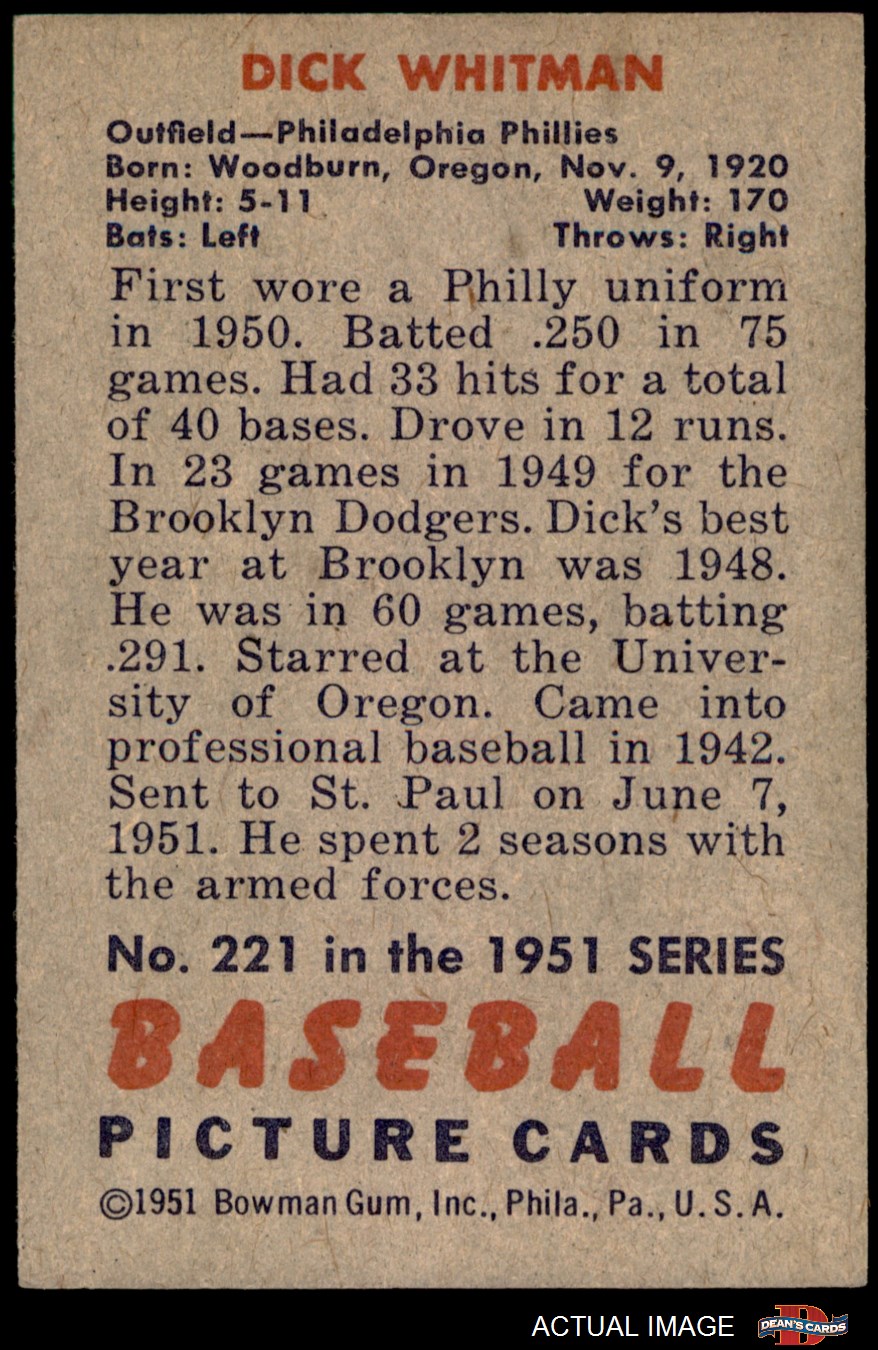 DICK WHITMAN
Outfield—Philadelphia Phillies
Born: Woodburn, Oregon, Nov. 9, 1920
Height: 5-11 Weight: 170
Bats: Left Throws: Right
First wore a Philly uniform
in 1950. Batted .250 in 75
games. Had 33 hits for a total
of 40 bases. Drove in 12 runs.
In 23 games in 1949 for the
Brooklyn Dodgers. Dick's best
year at Brooklyn was 1948.
He was in 60 games, batting
.291. Starred at the Univer-
sity of Oregon. Came into
professional baseball in 1942.
Sent to St. Paul on June 7,
1951. He spent 2 seasons with
the armed forces.
No. 221 in the 1951 SERIES
BASEBALL
PICTURE CARDS
©1951 Bowman Gum, Inc., Phila., Pa., U.S.A.
ACTUAL IMAGE
DEAN'S CARDS